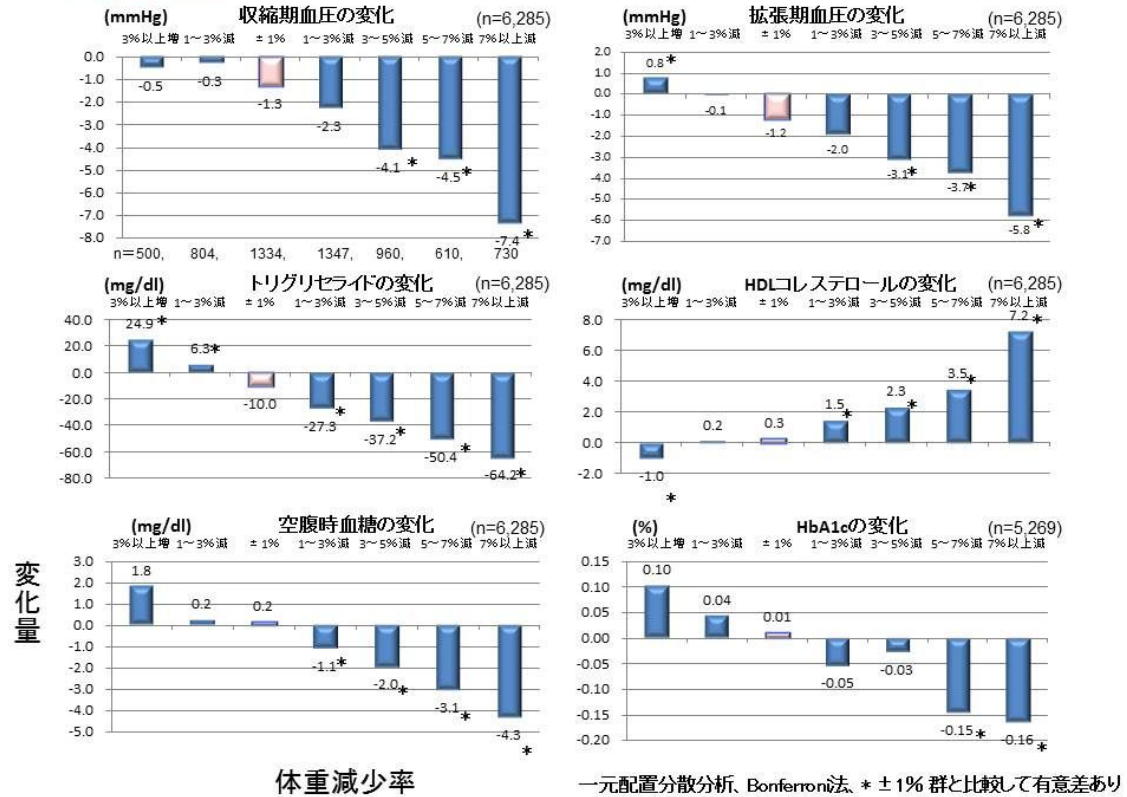 (mmHg) 収縮期血圧の変化 (n=6,285)
3%以上増 1～3%減 ±1% 1～3%減 3～5%減 5～7%減 7%以上減
0.0
-1.0
-2.0
-3.0
-4.0
-5.0
-6.0
-7.0
-8.0
-0.5 -0.3 -1.3 -2.3 -4.1 * -4.5 * -7.4 *
n=500, 804, 1334, 1347, 960, 610, 730
(mmHg) 拡張期血圧の変化 (n=6,285)
3%以上増 1～3%減 ±1% 1～3%減 3～5%減 5～7%減 7%以上減
2.0
1.0
0.0
-1.0
-2.0
-3.0
-4.0
-5.0
-6.0
-7.0
0.8 * -0.1 -1.2 -2.0 -3.1 * -3.7 * -5.8 *
(mg/dl) トリグリセライドの変化 (n=6,285)
3%以上増 1～3%減 ±1% 1～3%減 3～5%減 5～7%減 7%以上減
40.0
20.0
0.0
-20.0
-40.0
-60.0
-80.0
24.9 * 6.3 * -10.0 -27.3 * -37.2 * -50.4 * -64.2 *
(mg/dl) HDLコレステロールの変化 (n=6,285)
3%以上増 1～3%減 ±1% 1～3%減 3～5%減 5～7%減 7%以上減
8.0
6.0
4.0
2.0
0.0
-2.0
-1.0 * 0.2 0.3 1.5 * 2.3 * 3.5 * 7.2 *
(mg/dl) 空腹時血糖の変化 (n=6,285)
3%以上増 1～3%減 ±1% 1～3%減 3～5%減 5～7%減 7%以上減
3.0
2.0
1.0
0.0
-1.0
-2.0
-3.0
-4.0
-5.0
1.8 0.2 0.2 -1.1 * -2.0 * -3.1 * -4.3 *
(%) HbA1cの変化 (n=5,269)
3%以上増 1～3%減 ±1% 1～3%減 3～5%減 5～7%減 7%以上減
0.15
0.10
0.05
0.00
-0.05
-0.10
-0.15
-0.20
0.10 0.04 0.01 -0.05 -0.03 -0.15 * -0.16 *
変化量
体重減少率
一元配置分散分析、Bonferroni法、* ±1% 群と比較して有意差あり